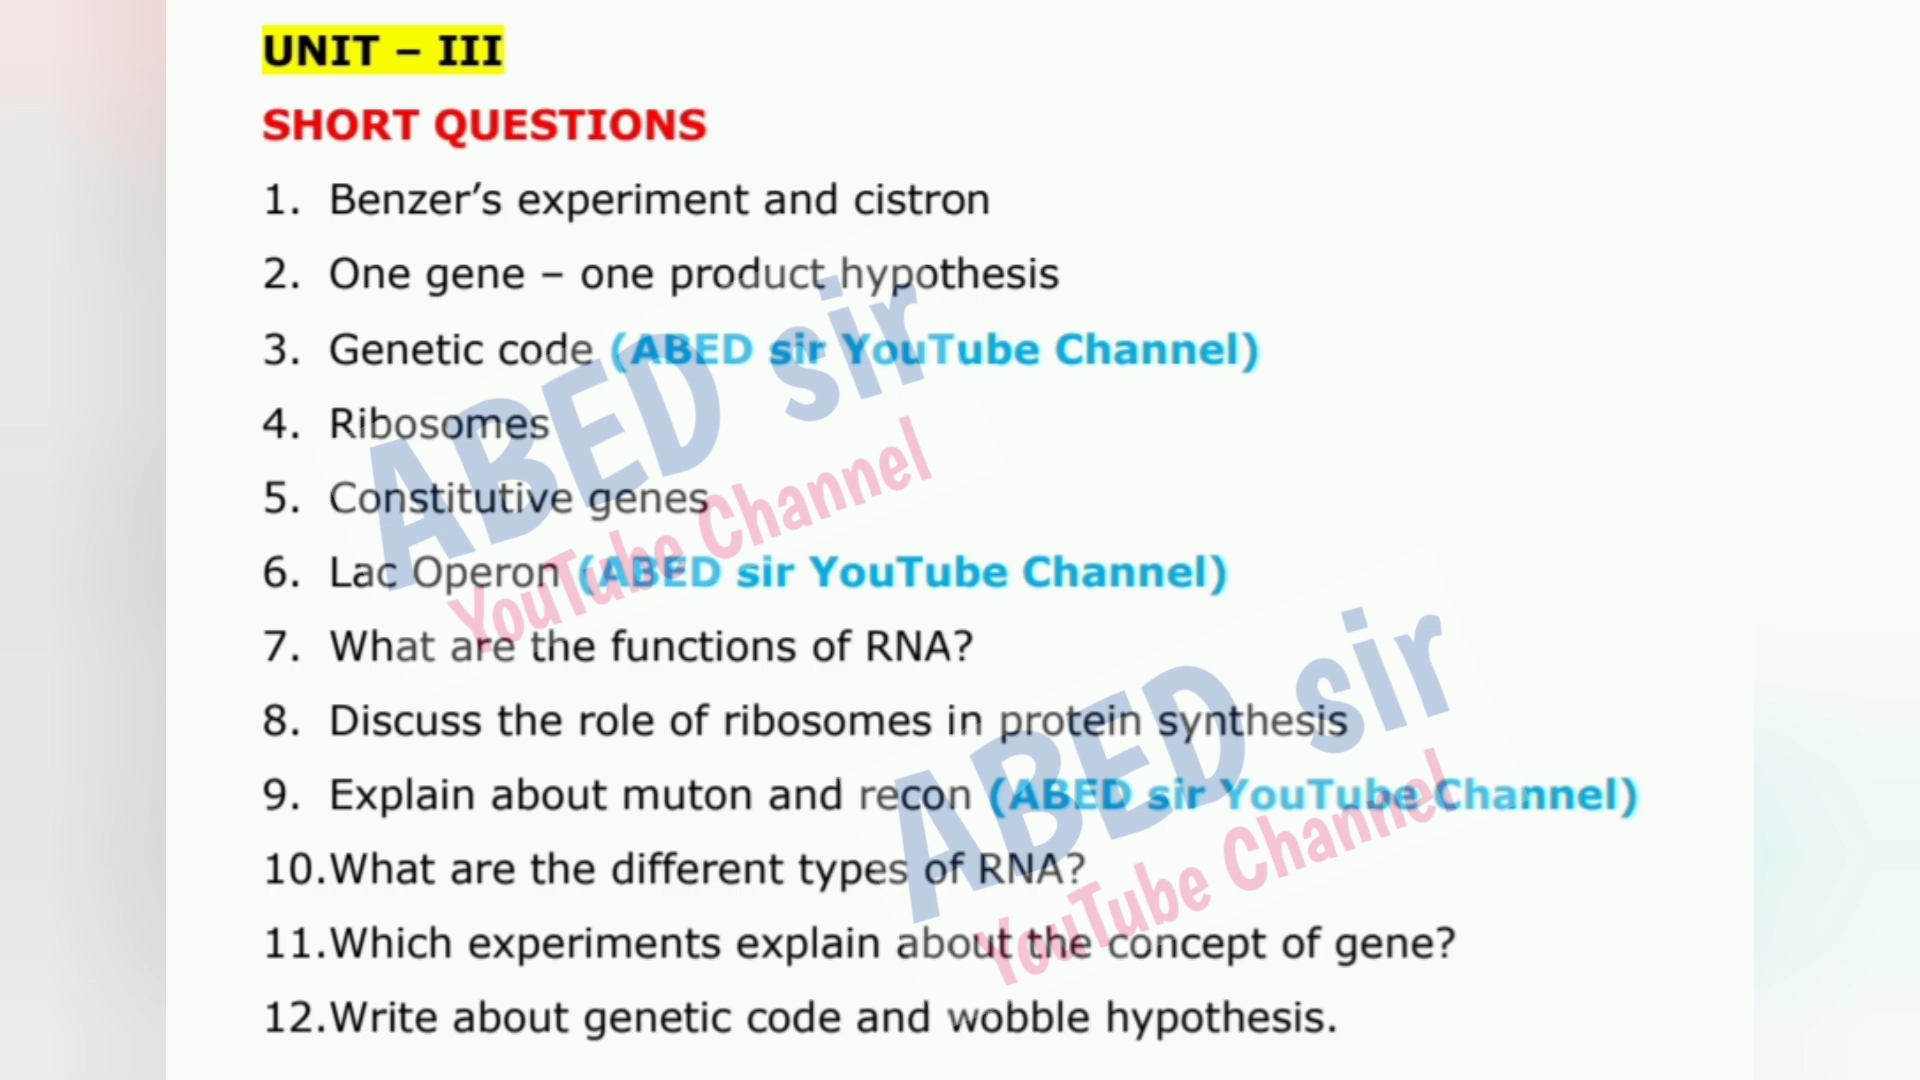 UNIT – III
SHORT QUESTIONS
1. Benzer’s experiment and cistron
2. One gene – one product hypothesis
3. Genetic code (ABED sir YouTube Channel)
4. Ribosomes
5. Constitutive genes
6. Lac Operon (ABED sir YouTube Channel)
7. What are the functions of RNA?
8. Discuss the role of ribosomes in protein synthesis
9. Explain about muton and recon (ABED sir YouTube Channel)
10.What are the different types of RNA?
11.Which experiments explain about the concept of gene?
12.Write about genetic code and wobble hypothesis.
ABED sir
YouTube Channel
ABED sir
YouTube Channel